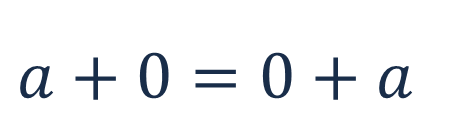 a + 0 = 0 + a